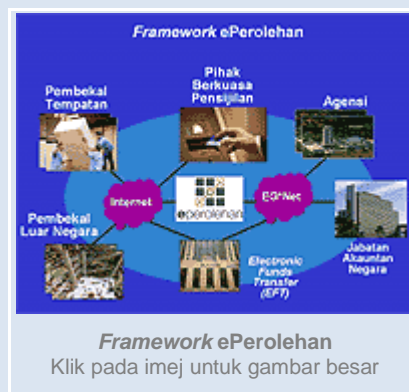 Framework ePerolehan
Pembekal
Tempatan
Pihak
Berkuasa
Pensijilan
Agensi
Internet
eperolehan
EG*Net
Pembekal
Luar Negara
Electronic
Funds
Transfer
(EFT)
Jabatan
Akauntan
Negara
Framework ePerolehan
Klik pada imej untuk gambar besar